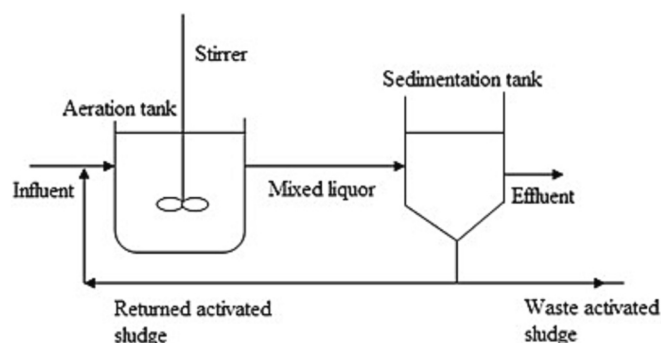 Stirrer
Sedimentation tank
Aeration tank
Influent
Mixed liquor
Effluent
Returned activated
sludge
Waste activated
sludge